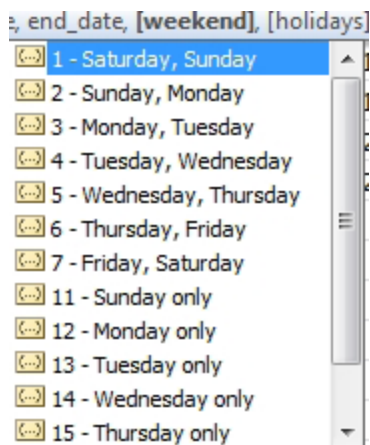 , end_date, [weekend], [holidays]
1 - Saturday, Sunday
2 - Sunday, Monday
3 - Monday, Tuesday
4 - Tuesday, Wednesday
5 - Wednesday, Thursday
6 - Thursday, Friday
7 - Friday, Saturday
11 - Sunday only
12 - Monday only
13 - Tuesday only
14 - Wednesday only
15 - Thursday only